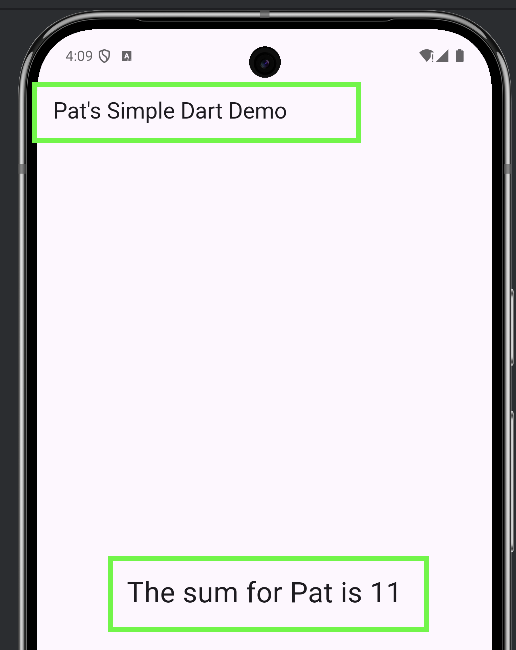 4:09
Pat's Simple Dart Demo
The sum for Pat is 11